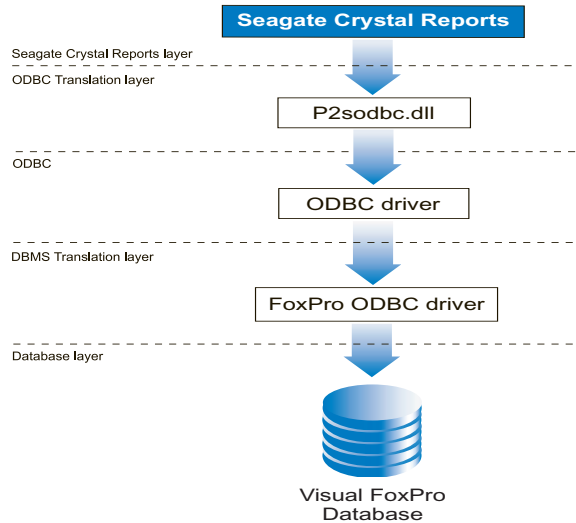 Seagate Crystal Reports
Seagate Crystal Reports layer
ODBC Translation layer
P2sodbc.dll
ODBC
ODBC driver
DBMS Translation layer
FoxPro ODBC driver
Database layer
Visual FoxPro
Database